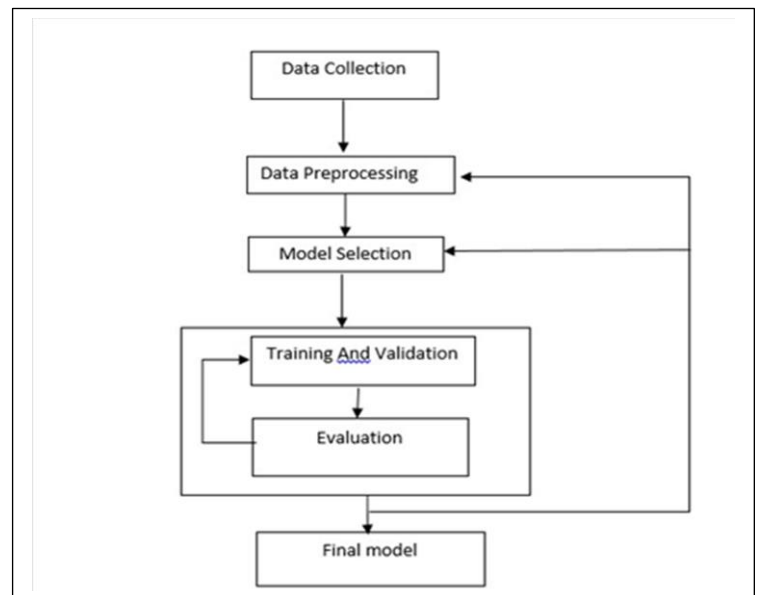 Data Collection
Data Preprocessing
Model Selection
Training And Validation
Evaluation
Final model